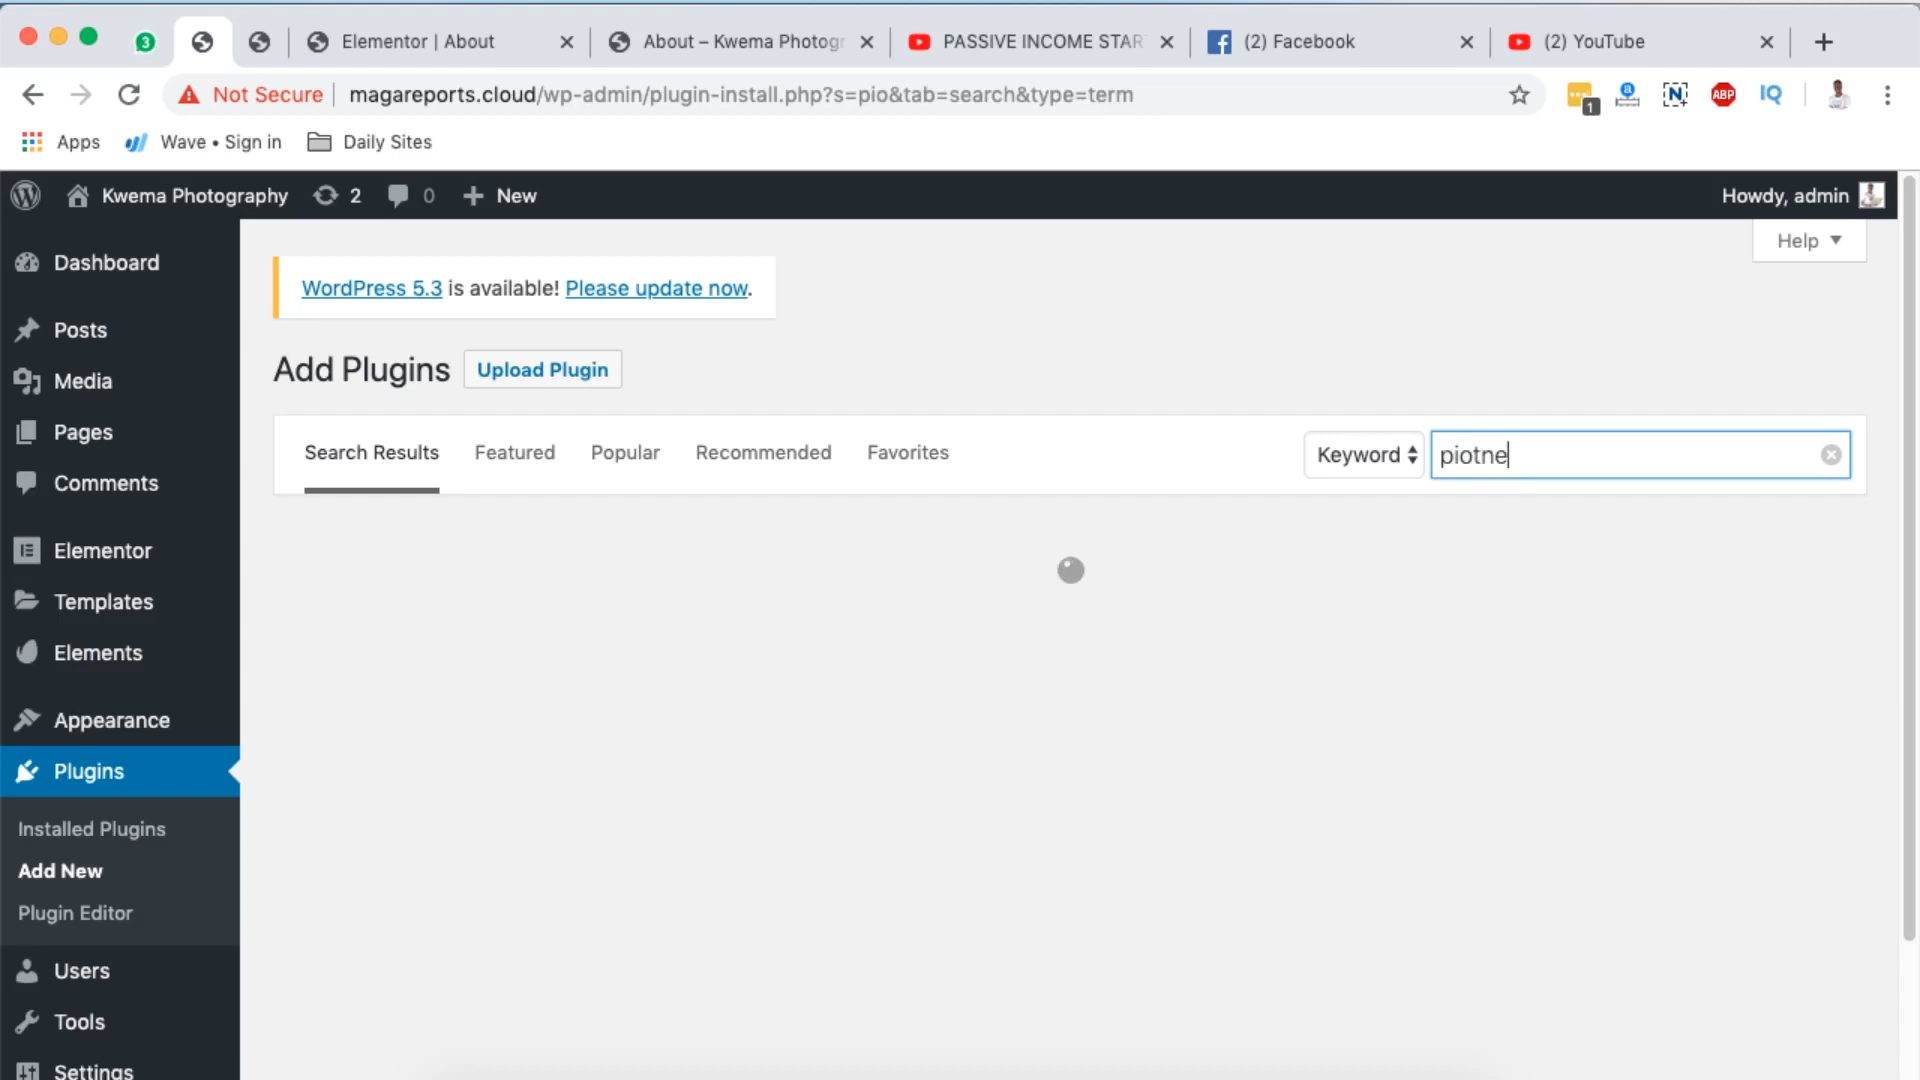 3
Elementor | About
About – Kwema Photogr
PASSIVE INCOME STAR
(2) Facebook
(2) YouTube
Not Secure
magareports.cloud/wp-admin/plugin-install.php?s=pio&tab=search&type=term
1
ABP
IQ
Apps
Wave • Sign in
Daily Sites
Kwema Photography
2
0
New
Howdy, admin
Help
Dashboard
WordPress 5.3 is available! Please update now.
Posts
Media
Pages
Comments
Elementor
Templates
Elements
Appearance
Plugins
Installed Plugins
Add New
Plugin Editor
Users
Tools
Settings
Add Plugins
Upload Plugin
Search Results
Featured
Popular
Recommended
Favorites
Keyword
piotne